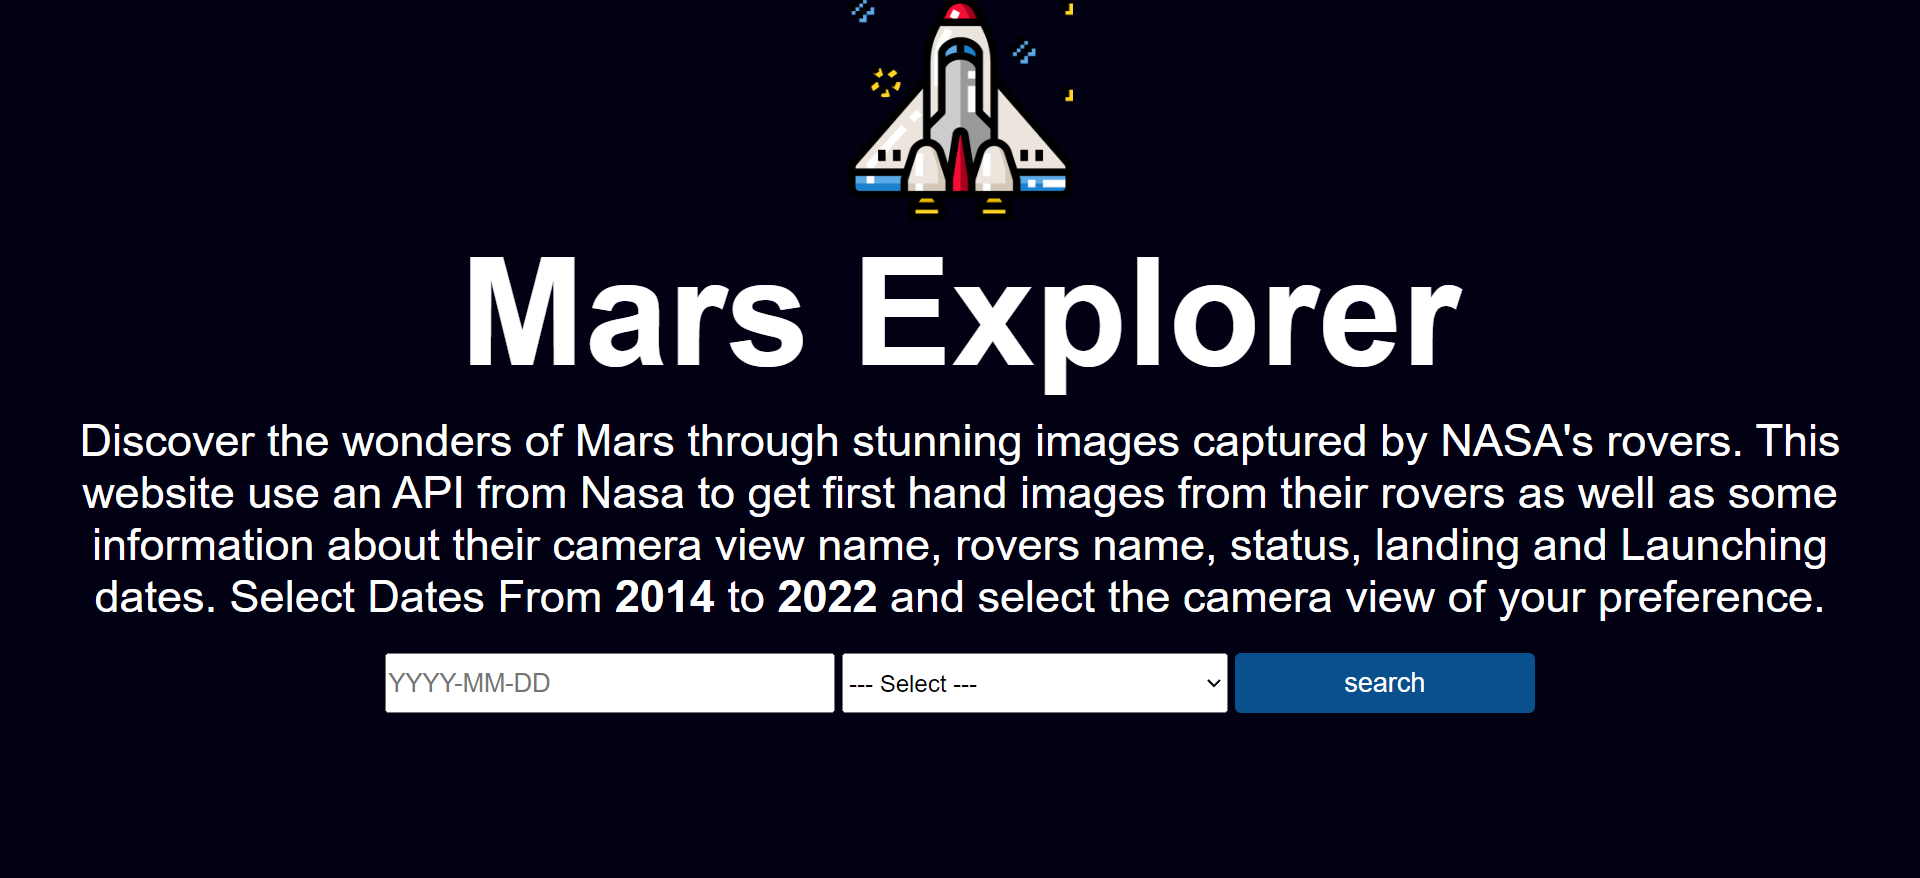 Mars Explorer
Discover the wonders of Mars through stunning images captured by NASA's rovers. This
website use an API from Nasa to get first hand images from their rovers as well as some
information about their camera view name, rovers name, status, landing and Launching
dates. Select Dates From 2014 to 2022 and select the camera view of your preference.
YYYY-MM-DD --- Select --- search